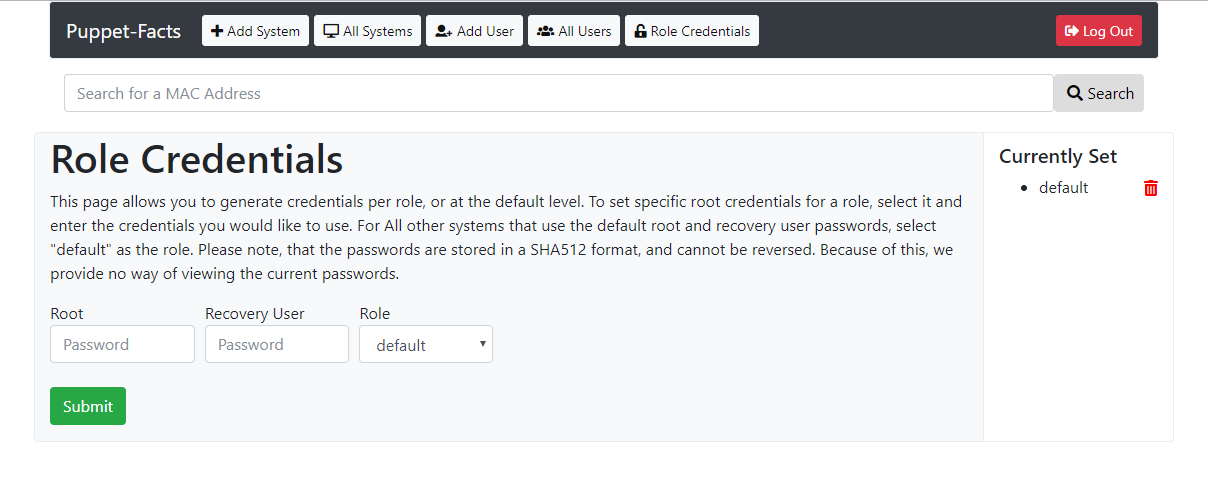 Puppet-Facts Add System All Systems Add User All Users Role Credentials Log Out
Search for a MAC Address Search
Role Credentials
This page allows you to generate credentials per role, or at the default level. To set specific root credentials for a role, select it and
enter the credentials you would like to use. For All other systems that use the default root and recovery user passwords, select
"default" as the role. Please note, that the passwords are stored in a SHA512 format, and cannot be reversed. Because of this, we
provide no way of viewing the current passwords.
Root Recovery User Role
Password Password default
Submit
Currently Set
default